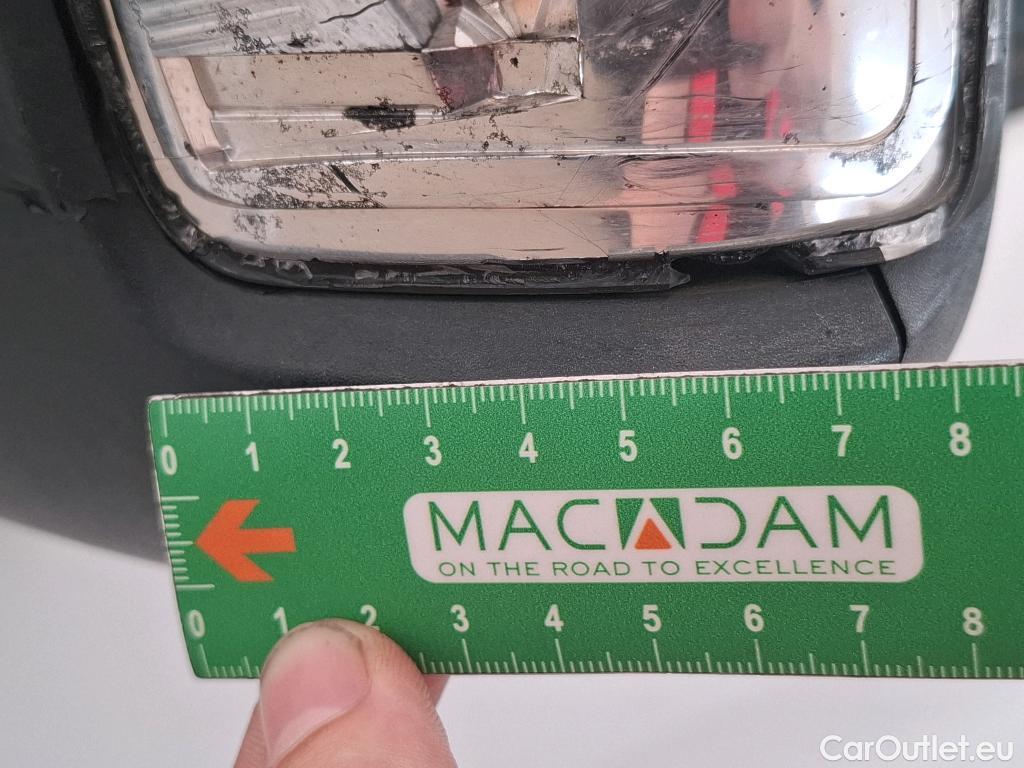 0 1 2 3 4 5 6 7 8
MACADAM
ON THE ROAD TO EXCELLENCE
0 1 2 3 4 5 6 7 8
CarOutlet.eu